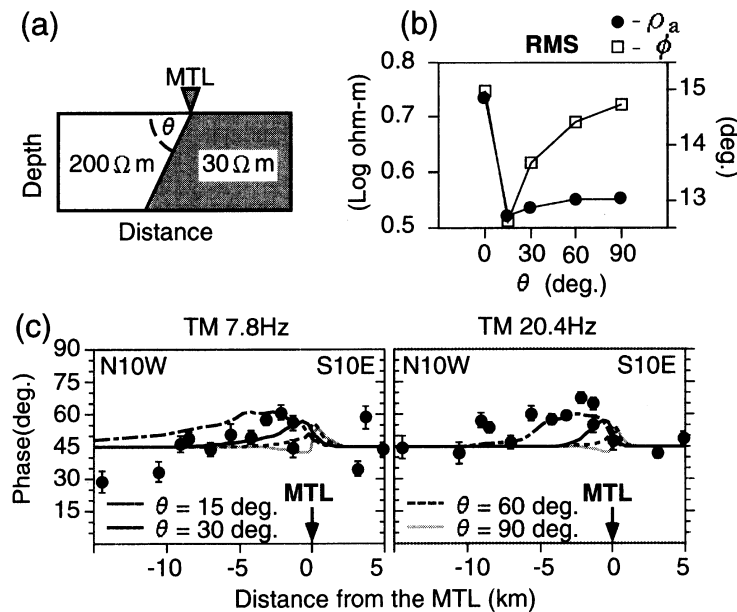 (a)
MTL
θ
200 Ω m
30 Ω m
Depth
Distance
(b)
● - ρa
□ - ϕ
RMS
(Log ohm-m)
0.8
0.7
0.6
0.5
15
14
13
(deg.)
0 30 60 90
θ (deg.)
(c)
TM 7.8Hz
TM 20.4Hz
Phase(deg.)
90
75
60
45
30
15
N10W
S10E
N10W
S10E
θ = 15 deg.
θ = 30 deg.
MTL
θ = 60 deg.
θ = 90 deg.
MTL
-10 -5 0 5
-10 -5 0 5
Distance from the MTL (km)